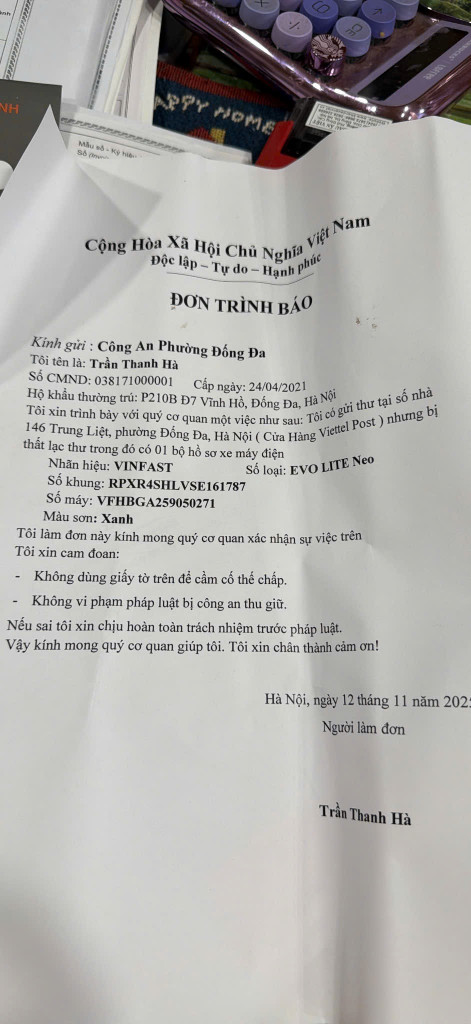 NH
APPY HOME
Mẫu số - Ký hiệu
Cộng Hòa Xã Hội Chủ Nghĩa Việt Nam
Độc lập – Tự do – Hạnh phúc
ĐƠN TRÌNH BÁO
Kính gửi : Công An Phường Đống Đa
Tôi tên là: Trần Thanh Hà
Số CMND: 038171000001 Cấp ngày: 24/04/2021
Hộ khẩu thường trú: P210B Đ7 Vĩnh Hồ, Đống Đa, Hà Nội
Tôi xin trình bày với quý cơ quan một việc như sau: Tôi có gửi thư tại số nhà
146 Trung Liệt, phường Đống Đa, Hà Nội ( Cửa Hàng Viettel Post ) nhưng bị
thất lạc thư trong đó có 01 bộ hồ sơ xe máy điện
Nhãn hiệu: VINFAST Số loại: EVO LITE Neo
Số khung: RPXR4SHLVSE161787
Số máy: VFHBGA259050271
Màu sơn: Xanh
Tôi làm đơn này kính mong quý cơ quan xác nhận sự việc trên
Tôi xin cam đoan:
- Không dùng giấy tờ trên để cầm cố thế chấp.
- Không vi phạm pháp luật bị công an thu giữ.
Nếu sai tôi xin chịu hoàn toàn trách nhiệm trước pháp luật.
Vậy kính mong quý cơ quan giúp tôi. Tôi xin chân thành cảm ơn!
Hà Nội, ngày 12 tháng 11 năm 202
Người làm đơn
Trần Thanh Hà